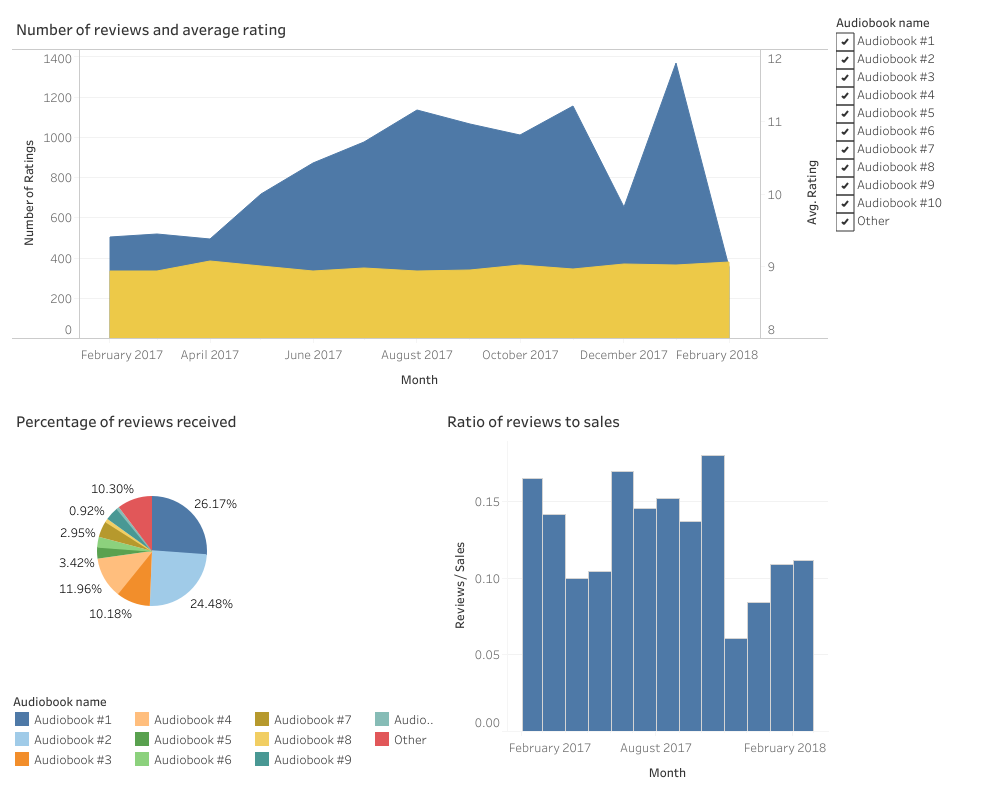 Number of reviews and average rating
Audiobook name
Audiobook #1
Audiobook #2
Audiobook #3
Audiobook #4
Audiobook #5
Audiobook #6
Audiobook #7
Audiobook #8
Audiobook #9
Audiobook #10
Other
Number of Ratings
1400
1200
1000
800
600
400
200
0
12
11
10
9
8
Avg. Rating
February 2017 April 2017 June 2017 August 2017 October 2017 December 2017 February 2018
Month
Percentage of reviews received
10.30%
26.17%
0.92%
2.95%
3.42%
11.96%
10.18%
24.48%
Audiobook name
Audiobook #1 Audiobook #4 Audiobook #7 Audio..
Audiobook #2 Audiobook #5 Audiobook #8 Other
Audiobook #3 Audiobook #6 Audiobook #9
Ratio of reviews to sales
Reviews / Sales
0.15
0.10
0.05
0.00
February 2017 August 2017 February 2018
Month